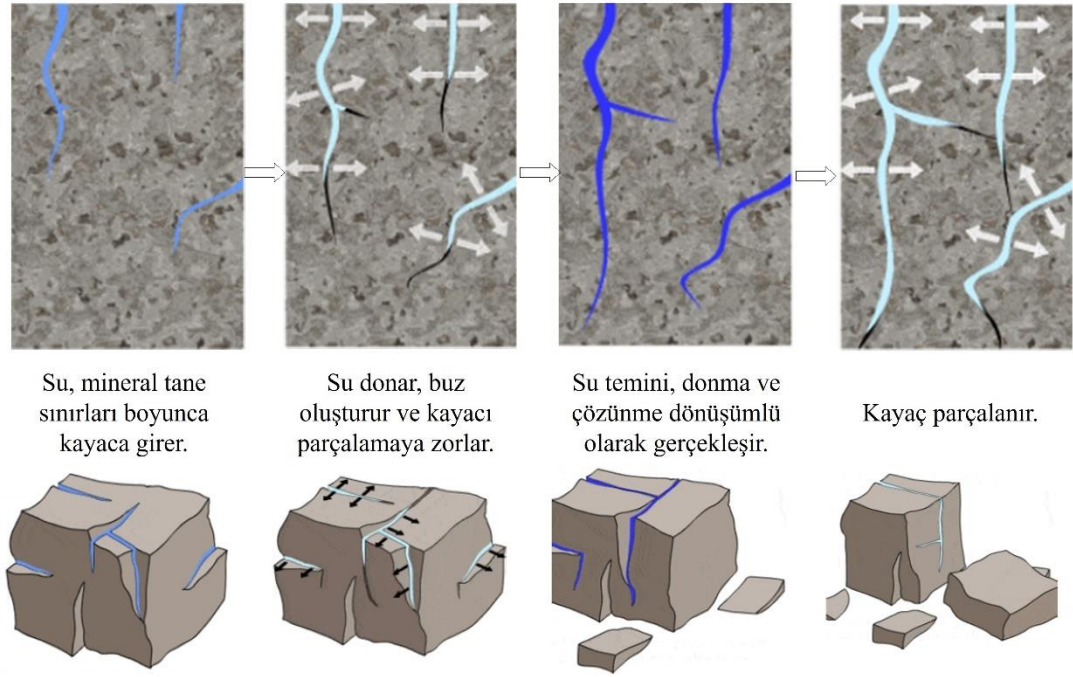 Su, mineral tane
sınırları boyunca
kayaca girer.
Su donar, buz
oluşturur ve kayacı
parçalamaya zorlar.
Su temini, donma ve
çözünme dönüşümlü
olarak gerçekleşir.
Kayaç parçalanır.